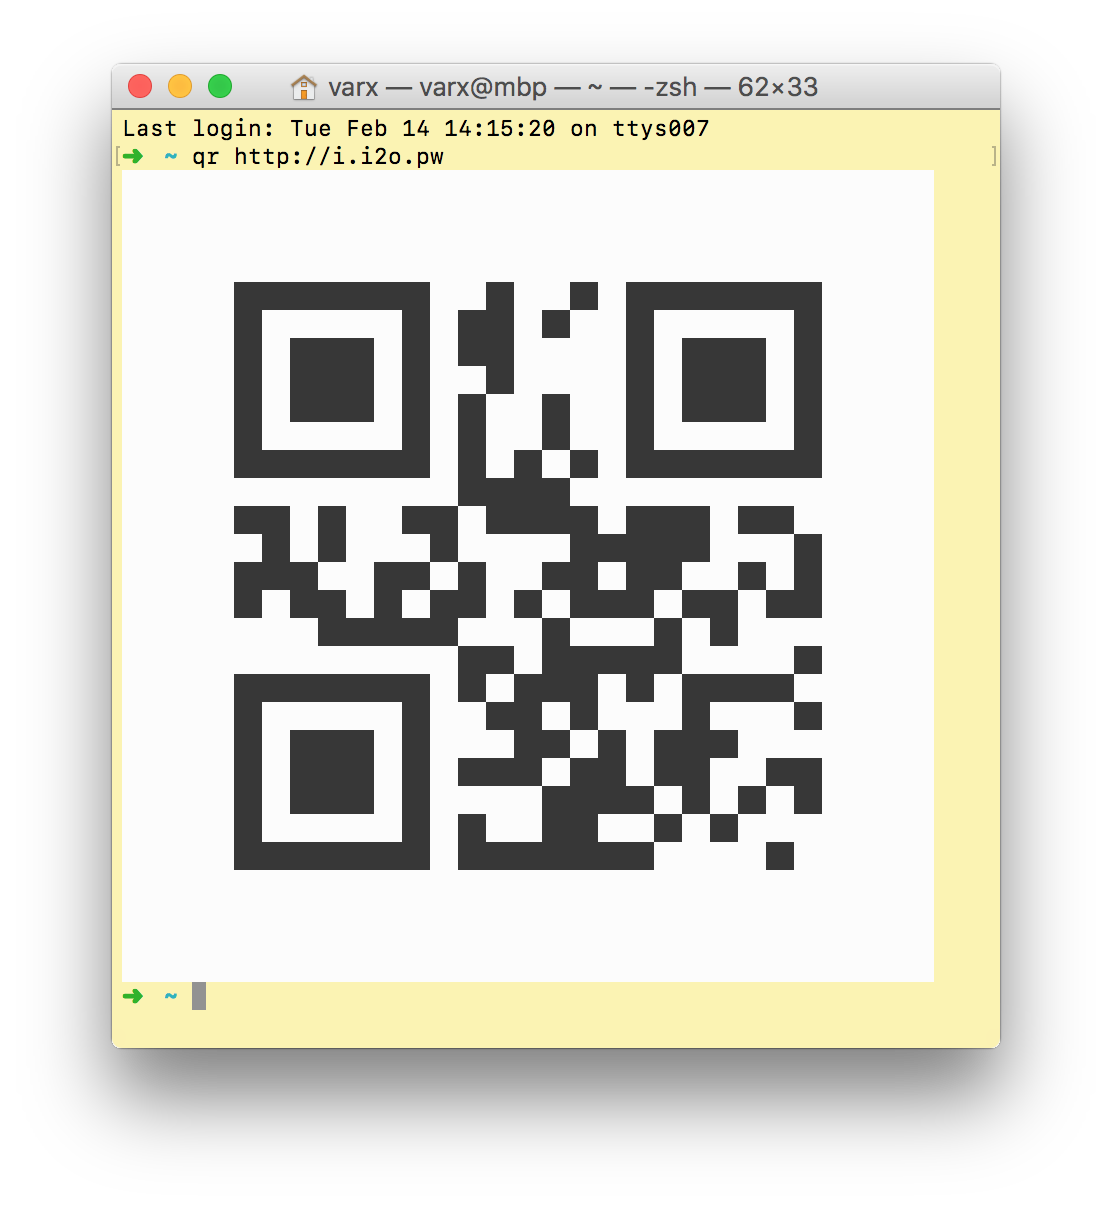 varx — varx@mbp — ~ — -zsh — 62×33
Last login: Tue Feb 14 14:15:20 on ttys007
[➜ ~ qr http://i.i2o.pw ]
➜ ~